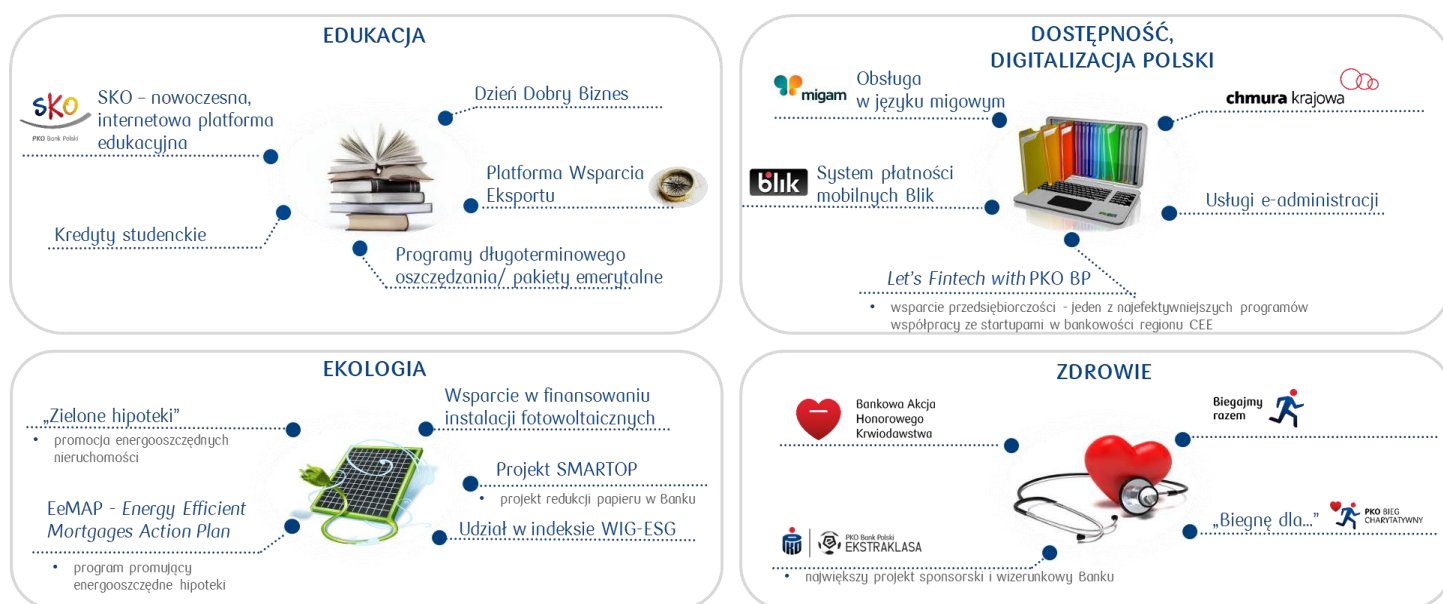 EDUKACJA
SKO
PKO Bank Polski
SKO – nowoczesna,
internetowa platforma
edukacyjna
Dzień Dobry Biznes
Platforma Wsparcia
Eksportu
Kredyty studenckie
Programy długoterminowego
oszczędzania/ pakiety emerytalne
DOSTĘPNOŚĆ,
DIGITALIZACJA POLSKI
migam
Obsługa
w języku migowym
chmura krajowa
blik
System płatności
mobilnych Blik
Usługi e-administracji
Let's Fintech with PKO BP
• wsparcie przedsiębiorczości - jeden z najefektywniejszych programów
współpracy ze startupami w bankowości regionu CEE
EKOLOGIA
„Zielone hipoteki”
• promocja energooszczędnych
nieruchomości
Wsparcie w finansowaniu
instalacji fotowoltaicznych
Projekt SMARTOP
• projekt redukcji papieru w Banku
EeMAP - Energy Efficient
Mortgages Action Plan
• program promujący
energooszczędne hipoteki
Udział w indeksie WIG-ESG
ZDROWIE
Bankowa Akcja
Honorowego
Krwiodawstwa
Biegajmy
razem
„Biegnę dla...”
PKO BIEG
CHARYTATYWNY
PKO
PKO Bank Polski
EKSTRAKLASA
• największy projekt sponsorski i wizerunkowy Banku